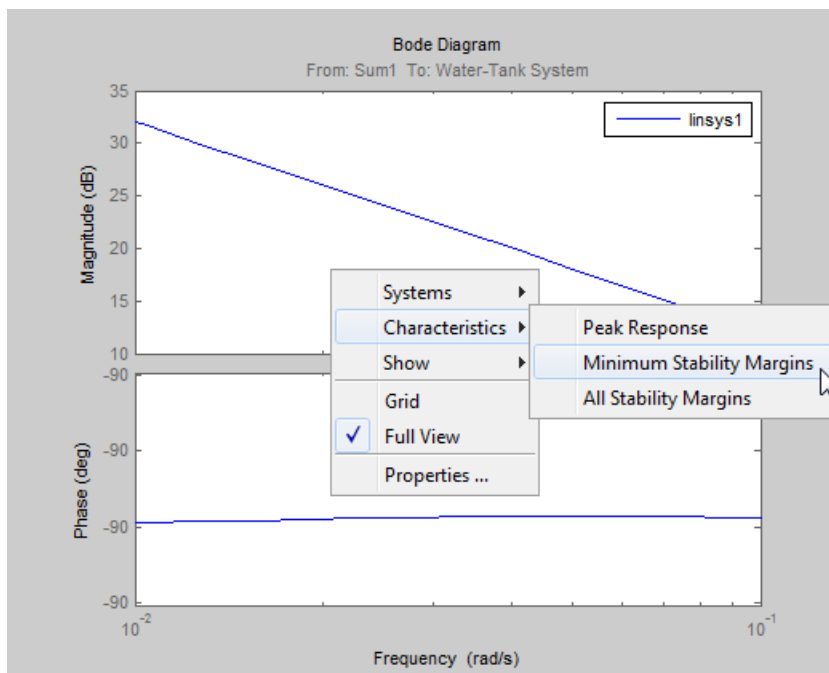 Bode Diagram
From: Sum1 To: Water-Tank System
35
linsys1
30
25
20
15
10
Magnitude (dB)
Systems
Characteristics
Show
Grid
Full View
Properties ...
Peak Response
Minimum Stability Margins
All Stability Margins
-90
-90
-90
-90
Phase (deg)
10-2
10-1
Frequency (rad/s)